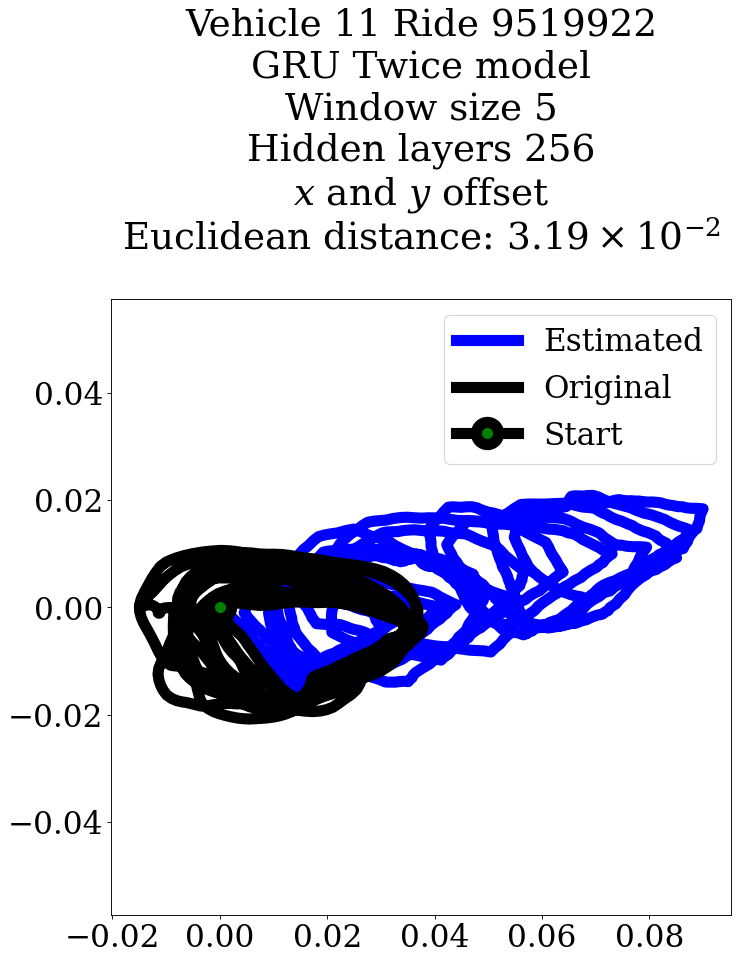 Vehicle 11 Ride 9519922
GRU Twice model
Window size 5
Hidden layers 256
x and y offset
Euclidean distance: 3.19 × 10⁻²
Estimated
Original
Start
0.04
0.02
0.00
−0.02
−0.04
−0.02 0.00 0.02 0.04 0.06 0.08